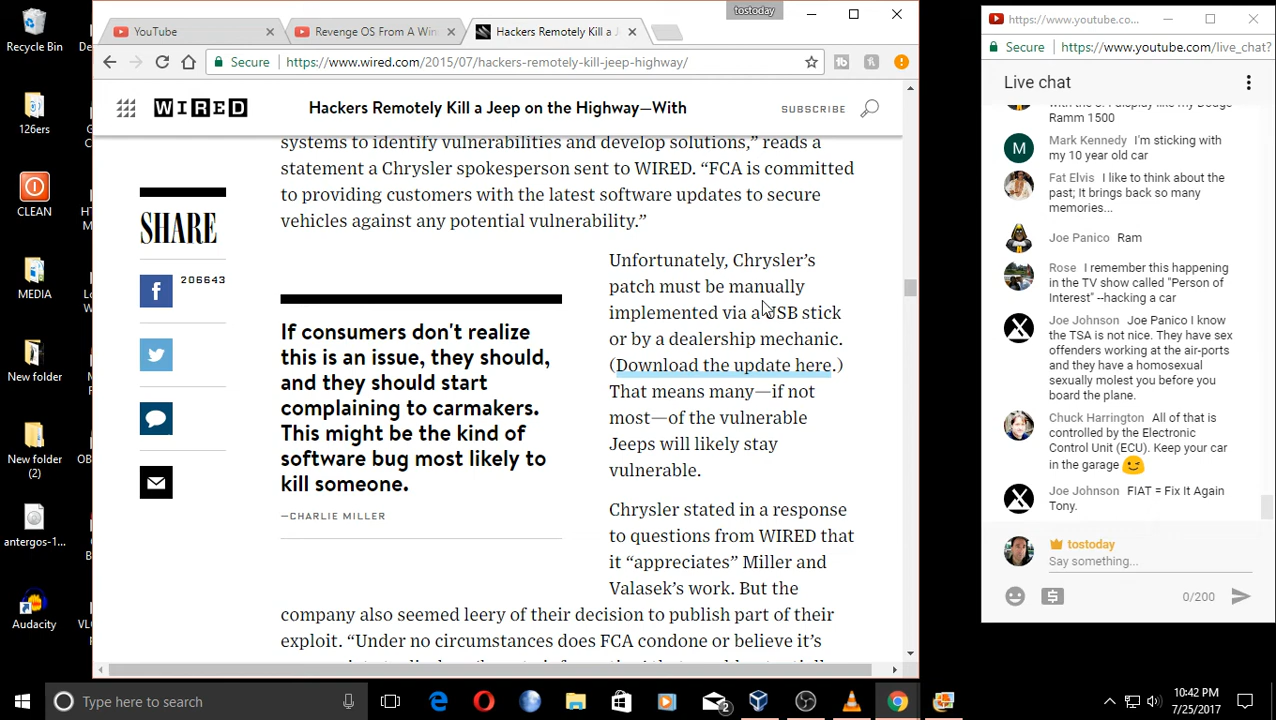 Recycle Bin
126ers
CLEAN
MEDIA
New folder
New folder
(2)
antergos-1...
Audacity
tostoday
YouTube
Revenge OS From A Win
Hackers Remotely Kill a J
Secure
https://www.wired.com/2015/07/hackers-remotely-kill-jeep-highway/
WIRED
Hackers Remotely Kill a Jeep on the Highway—With
SUBSCRIBE
systems to identify vulnerabilities and develop solutions,” reads a
statement a Chrysler spokesperson sent to WIRED. “FCA is committed
to providing customers with the latest software updates to secure
vehicles against any potential vulnerability.”
SHARE
206643
If consumers don't realize
this is an issue, they should,
and they should start
complaining to carmakers.
This might be the kind of
software bug most likely to
kill someone.
—CHARLIE MILLER
Unfortunately, Chrysler’s
patch must be manually
implemented via a USB stick
or by a dealership mechanic.
(Download the update here.)
That means many—if not
most—of the vulnerable
Jeeps will likely stay
vulnerable.
Chrysler stated in a response
to questions from WIRED that
it “appreciates” Miller and
Valasek’s work. But the
company also seemed leery of their decision to publish part of their
exploit. “Under no circumstances does FCA condone or believe it’s
https://www.youtube.co...
Secure
https://www.youtube.com/live_chat?
Live chat
Ramm 1500
Mark Kennedy I'm sticking with
my 10 year old car
Fat Elvis I like to think about the
past; It brings back so many
memories...
Joe Panico Ram
Rose I remember this happening
in the TV show called "Person of
Interest" --hacking a car
Joe Johnson Joe Panico I know
the TSA is not nice. They have sex
offenders working at the air-ports
and they have a homosexual
sexually molest you before you
board the plane.
Chuck Harrington All of that is
controlled by the Electronic
Control Unit (ECU). Keep your car
in the garage
Joe Johnson FIAT = Fix It Again
Tony.
tostoday
Say something...
0/200
Type here to search
2
10:42 PM
7/25/2017